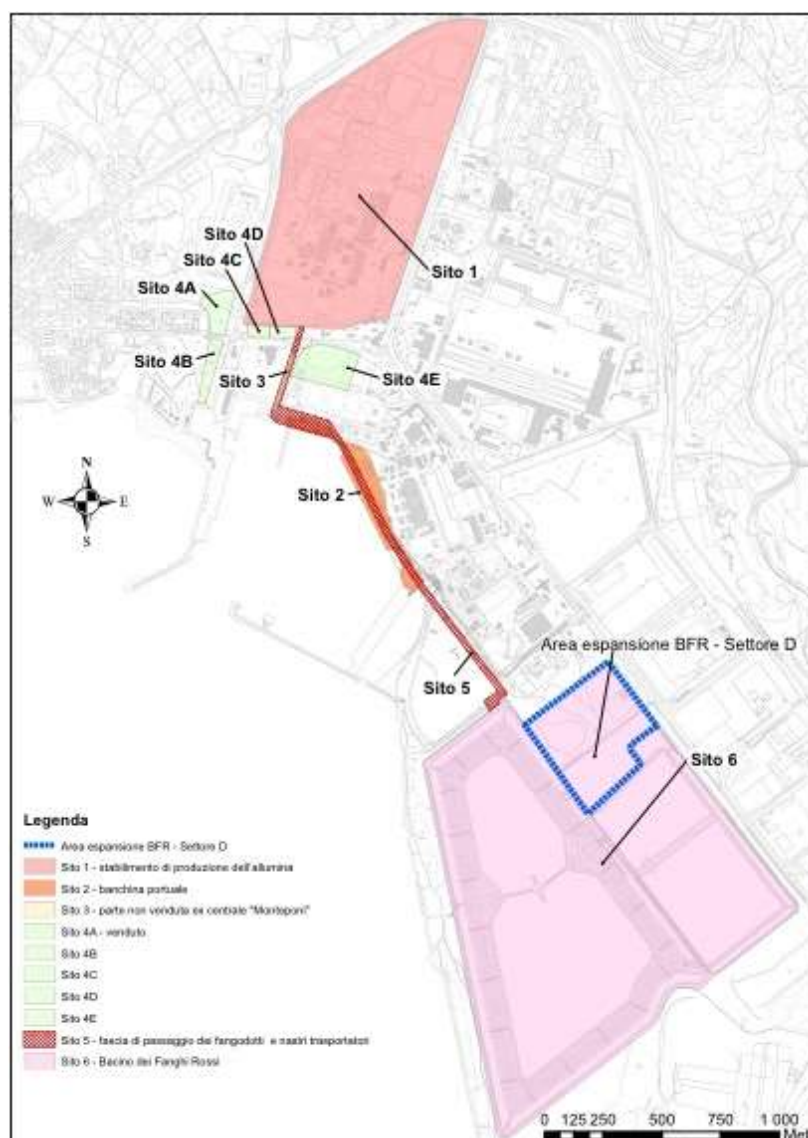 Sito 4D
Sito 4C
Sito 4A
Sito 1
Sito 4B
Sito 3
Sito 4E
N
W E
S
Sito 2
Area espansione BFR - Settore D
Sito 5
Sito 6
Legenda
Area espansione BFR - Settore D
Sito 1 - stabilimento di produzione dell'allumina
Sito 2 - banchina portuale
Sito 3 - parte non venduta ex centrale "Monteponi"
Sito 4A - venduto
Sito 4B
Sito 4C
Sito 4D
Sito 4E
Sito 5 - fascia di passaggio dei fangodotti e nastri trasportatori
Sito 6 - Bacino dei Fanghi Rossi
0 125 250 500 750 1 000
Met